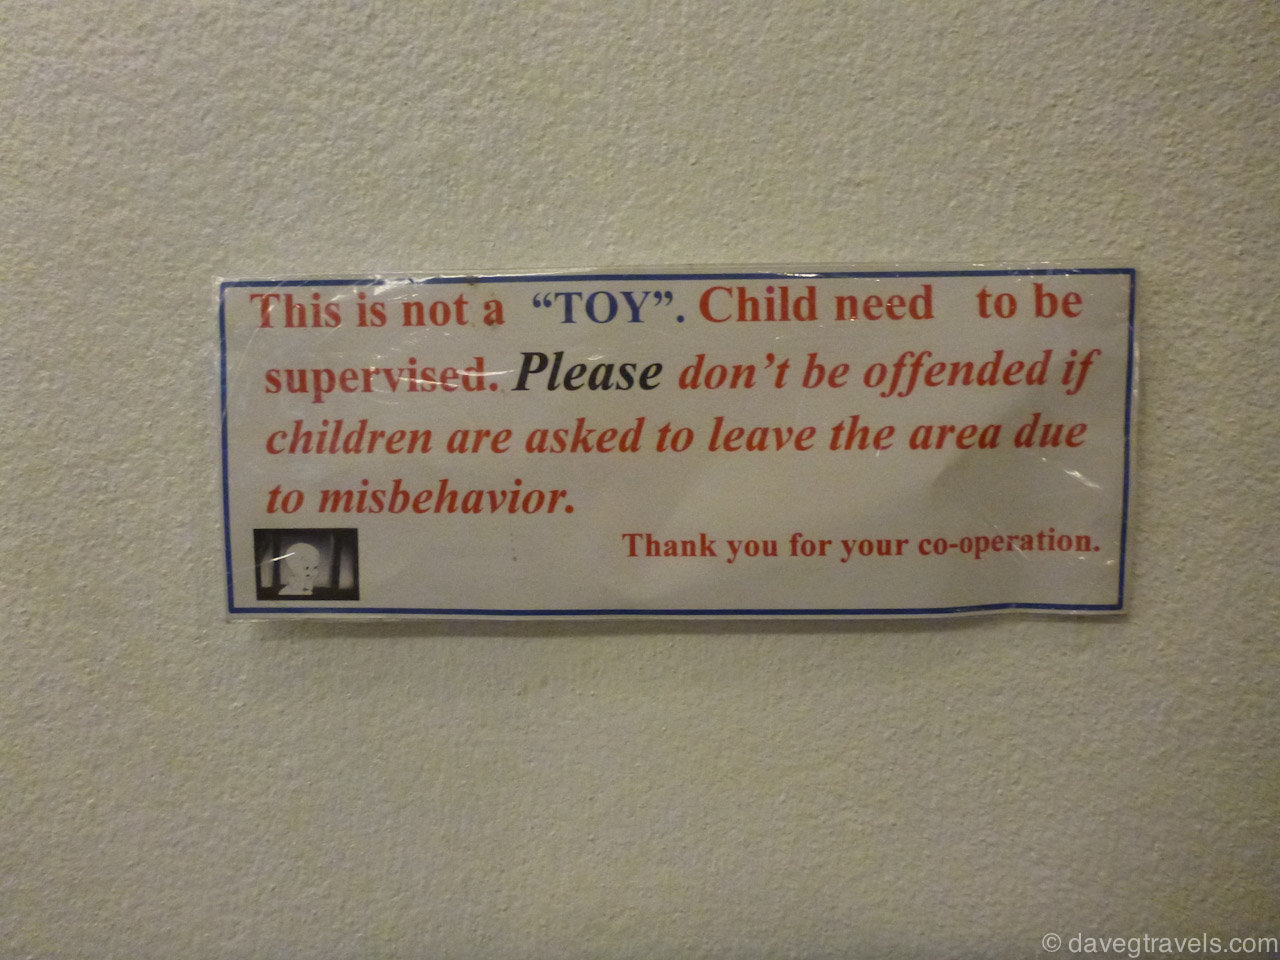 This is not a “TOY”. Child need to be
supervised. Please don’t be offended if
children are asked to leave the area due
to misbehavior.
Thank you for your co-operation.
© davegtravels.com